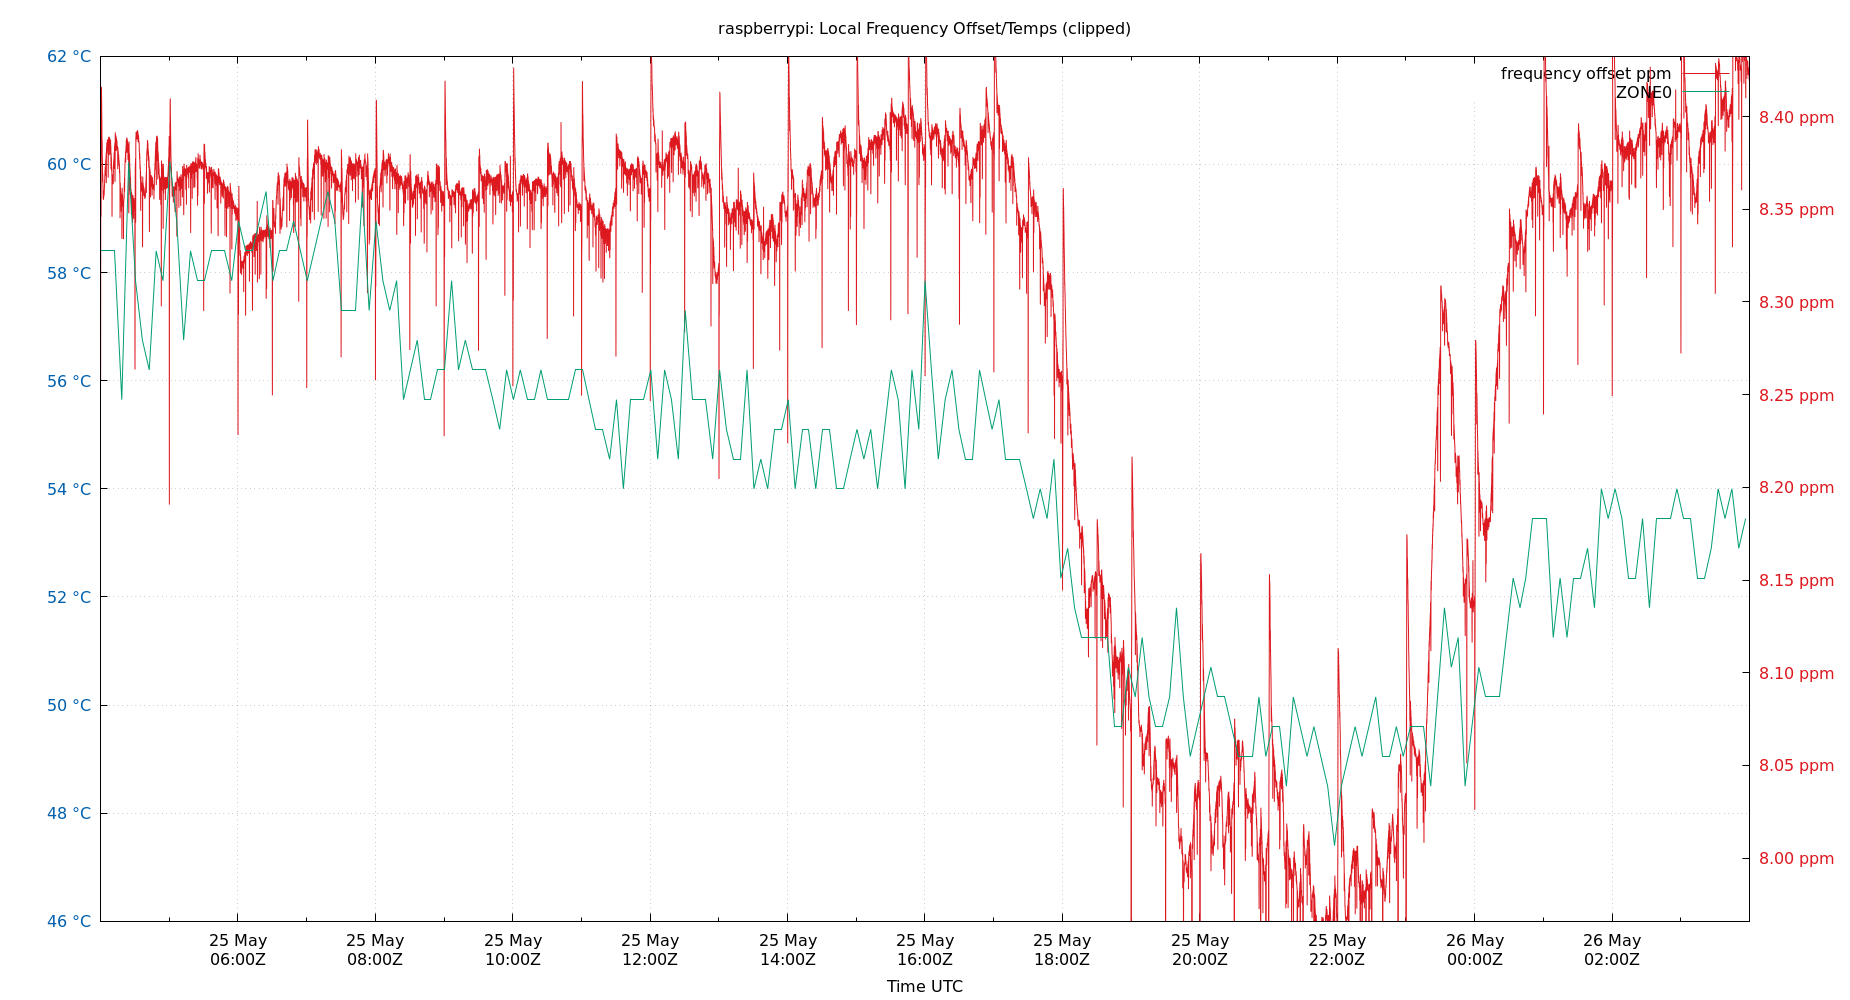 raspberrypi: Local Frequency Offset/Temps (clipped)
62 °C
60 °C
58 °C
56 °C
54 °C
52 °C
50 °C
48 °C
46 °C
frequency offset ppm
ZONE0
8.40 ppm
8.35 ppm
8.30 ppm
8.25 ppm
8.20 ppm
8.15 ppm
8.10 ppm
8.05 ppm
8.00 ppm
25 May 25 May 25 May 25 May 25 May 25 May 25 May 25 May 25 May 26 May 26 May
06:00Z 08:00Z 10:00Z 12:00Z 14:00Z 16:00Z 18:00Z 20:00Z 22:00Z 00:00Z 02:00Z
Time UTC